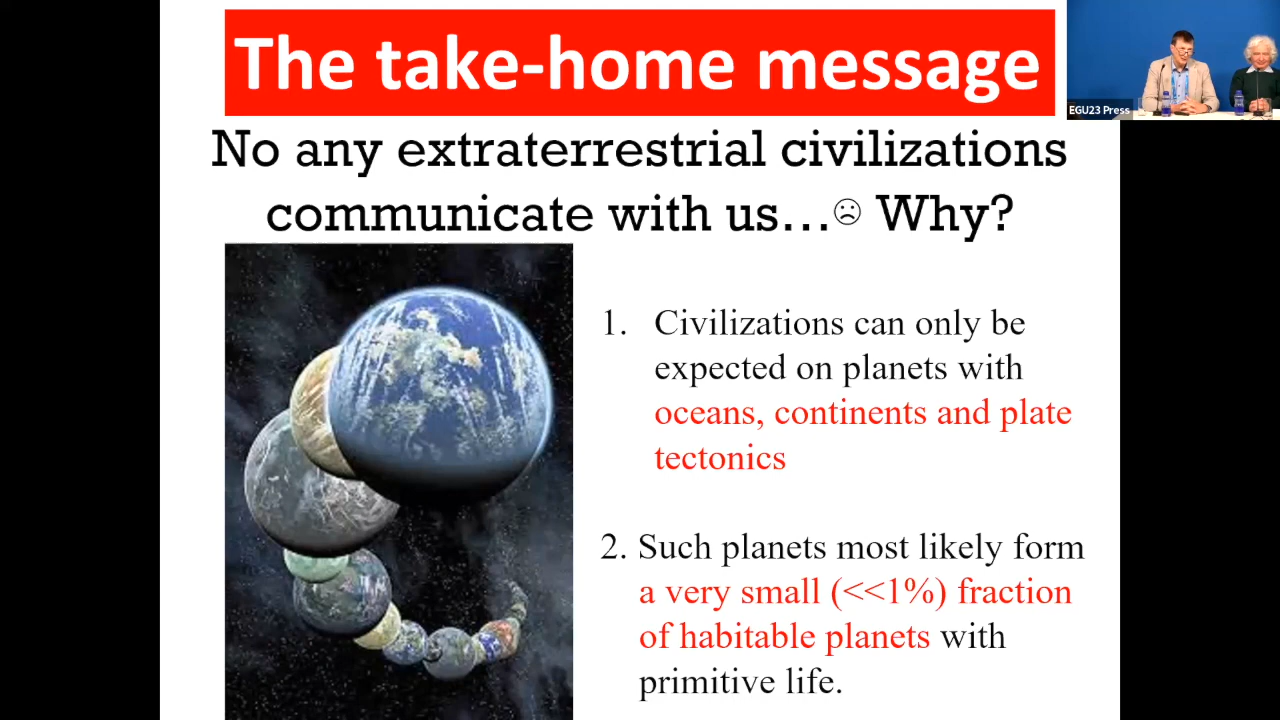 The take-home message
EGU23 Press
No any extraterrestrial civilizations
communicate with us...☹ Why?
1. Civilizations can only be
expected on planets with
oceans, continents and plate
tectonics
2. Such planets most likely form
a very small (<<1%) fraction
of habitable planets with
primitive life.